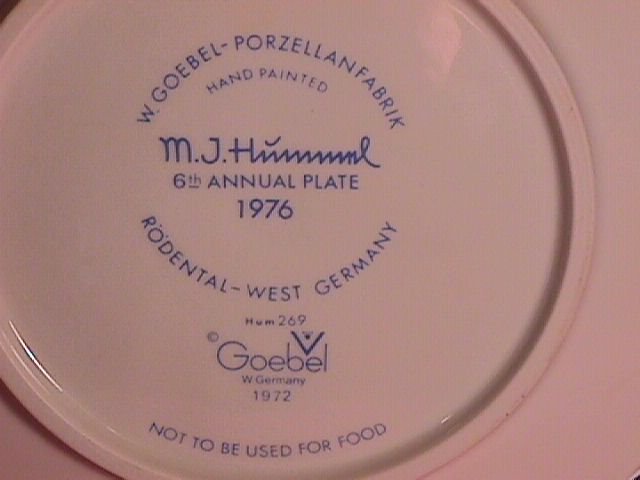 W. GOEBEL-PORZELLANFABRIK
HAND PAINTED
M.J.Hummel
6th ANNUAL PLATE
1976
RÖDENTAL-WEST GERMANY
Hum 269
© Goebel
W. Germany
1972
NOT TO BE USED FOR FOOD